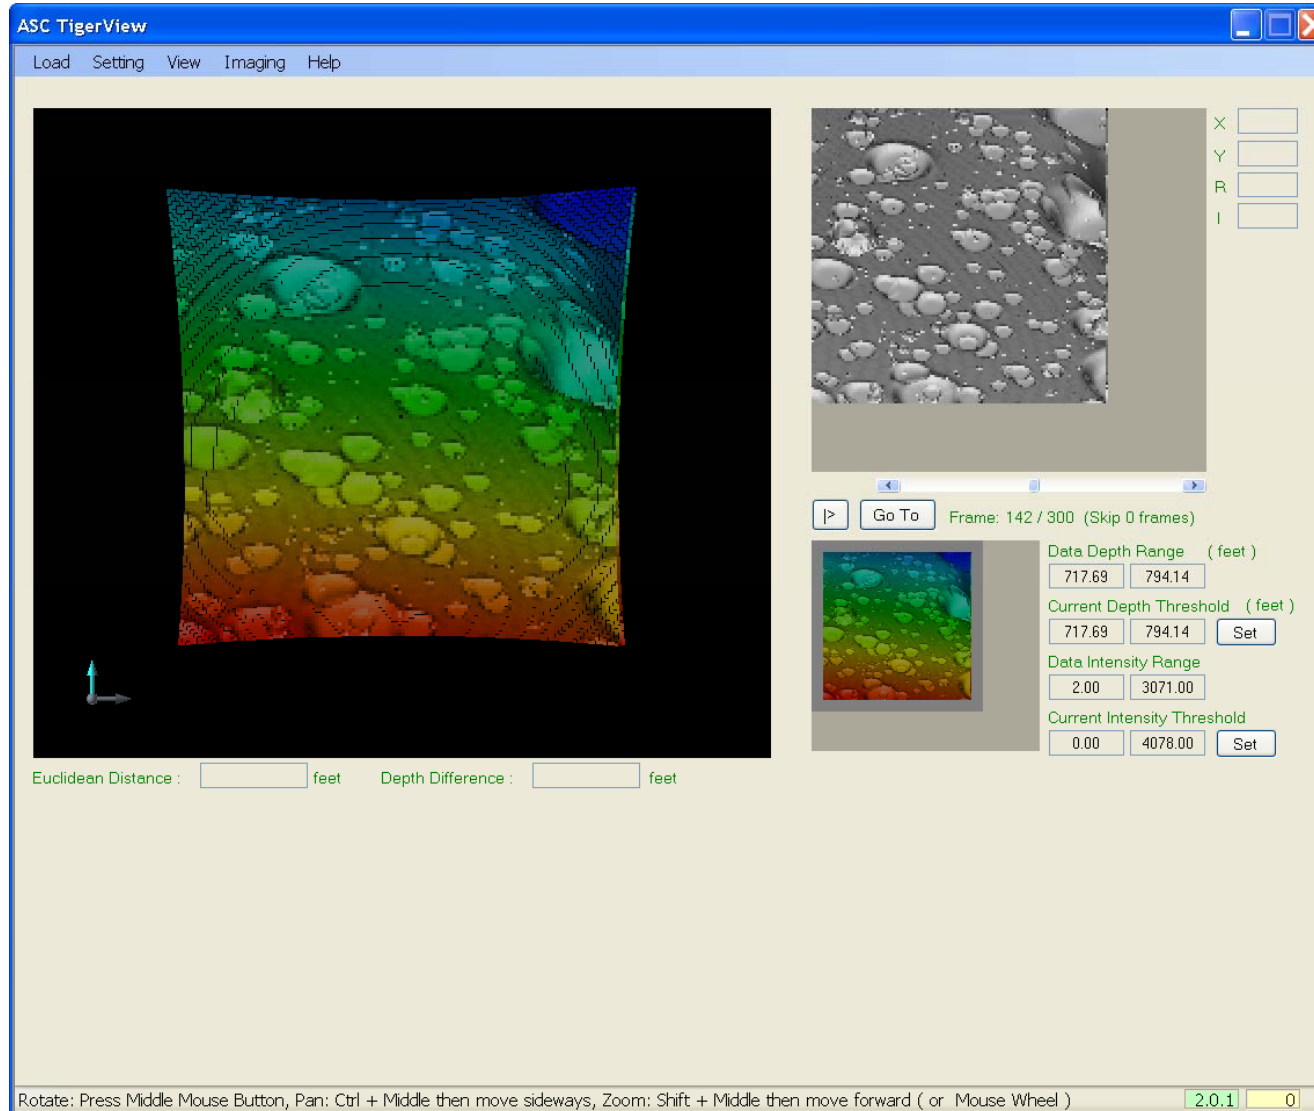 ASC TigerView
Load Setting View Imaging Help
X
Y
R
I
|> Go To Frame: 142 / 300 (Skip 0 frames)
Data Depth Range ( feet )
717.69 794.14
Current Depth Threshold ( feet )
717.69 794.14 Set
Data Intensity Range
2.00 3071.00
Current Intensity Threshold
0.00 4078.00 Set
Euclidean Distance : feet Depth Difference : feet
Rotate: Press Middle Mouse Button, Pan: Ctrl + Middle then move sideways, Zoom: Shift + Middle then move forward ( or Mouse Wheel ) 2.0.1 0